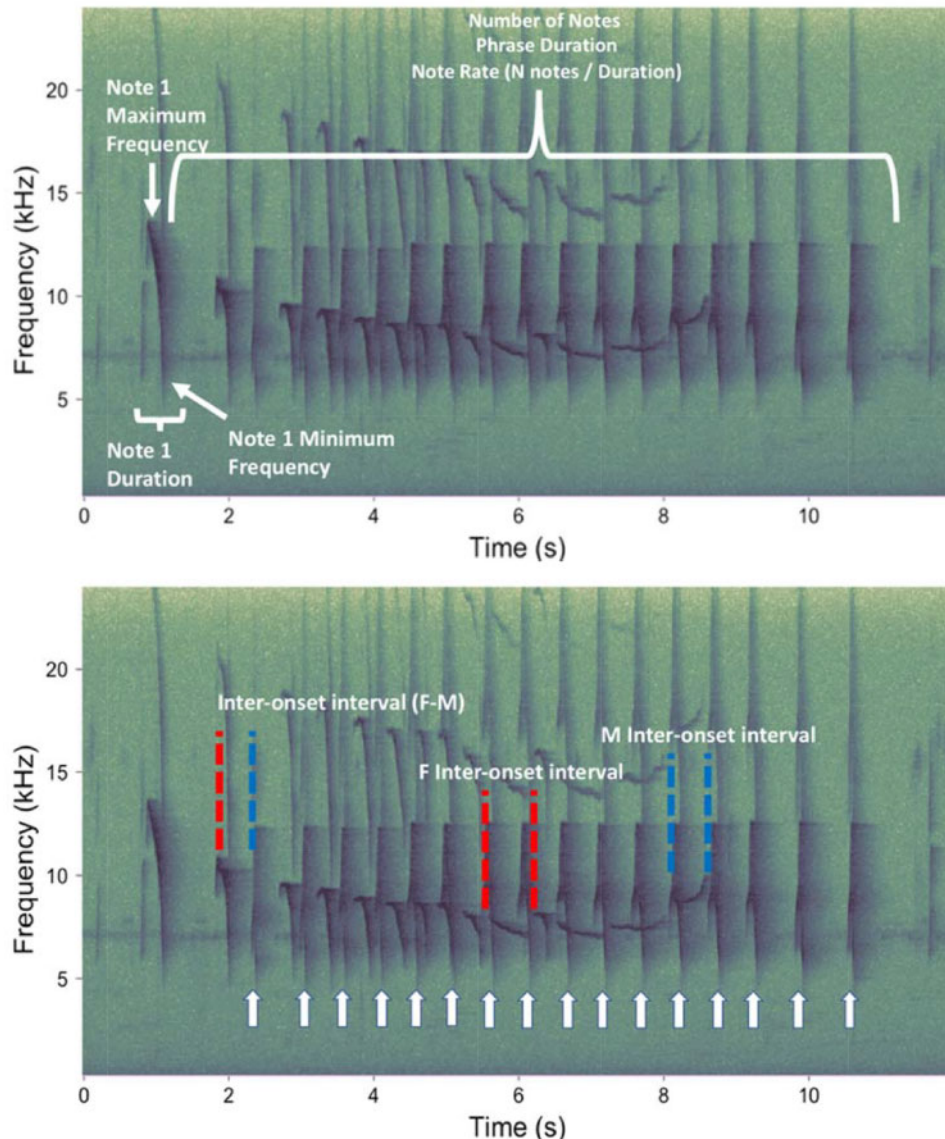 Number of Notes
Phrase Duration
Note Rate (N notes / Duration)
Note 1
Maximum
Frequency
Frequency (kHz)
20
15
10
5
Note 1
Duration
Note 1 Minimum
Frequency
0
2
4
6
8
10
Time (s)
Inter-onset interval (F-M)
M Inter-onset interval
F Inter-onset interval
Frequency (kHz)
20
15
10
5
0
2
4
6
8
10
Time (s)